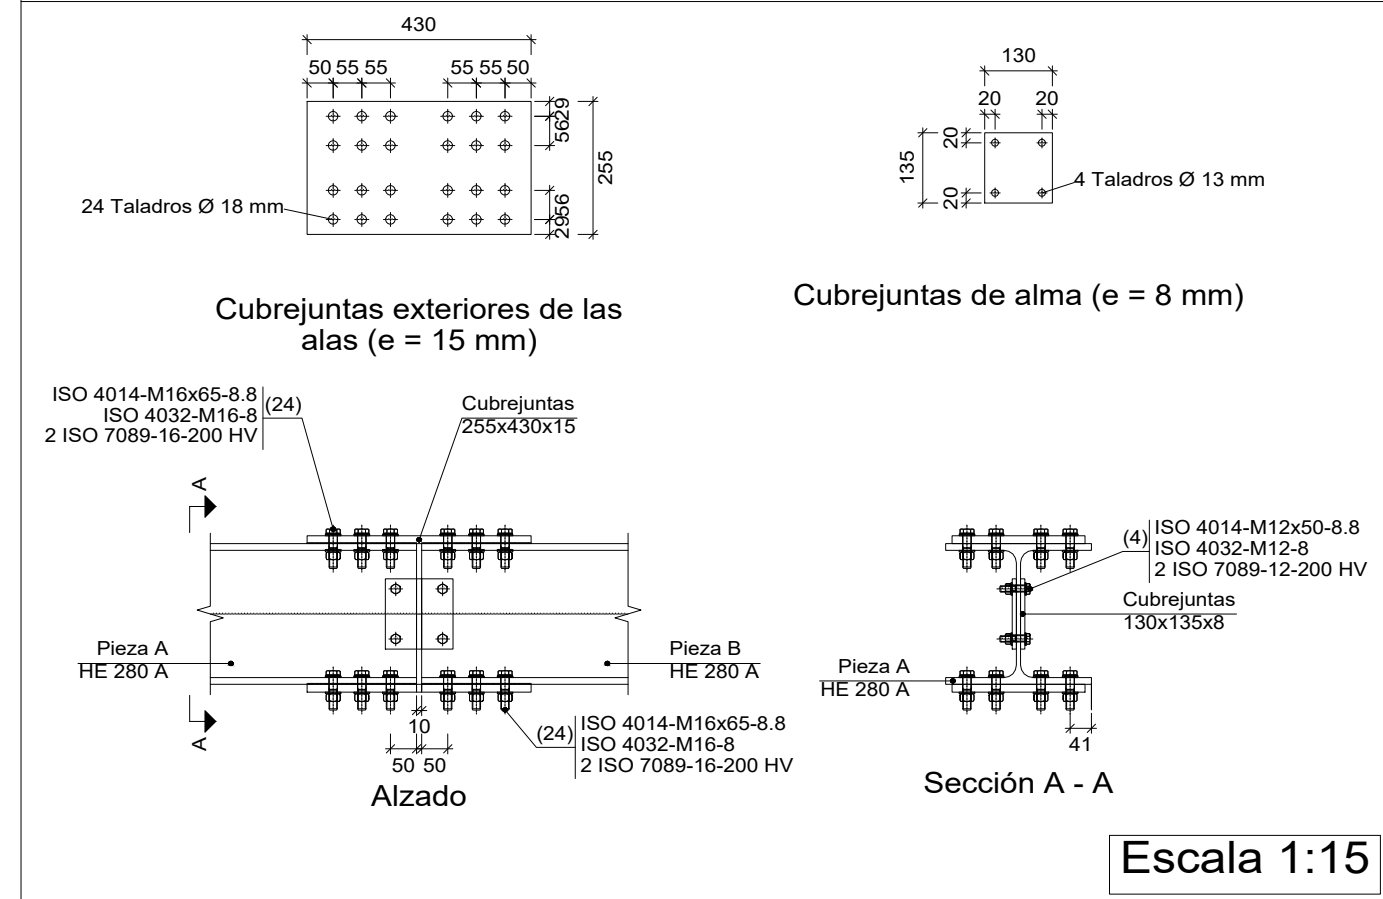 430
50 55 55
55 55 50
29
56
255
56
29
24 Taladros Ø 18 mm
Cubrejuntas exteriores de las
alas (e = 15 mm)
130
20
20
20
135
20
4 Taladros Ø 13 mm
Cubrejuntas de alma (e = 8 mm)
ISO 4014-M16x65-8.8
ISO 4032-M16-8
2 ISO 7089-16-200 HV
(24)
Cubrejuntas
255x430x15
A
Pieza A
HE 280 A
Pieza B
HE 280 A
A
10
50 50
(24)
ISO 4014-M16x65-8.8
ISO 4032-M16-8
2 ISO 7089-16-200 HV
Alzado
(4)
ISO 4014-M12x50-8.8
ISO 4032-M12-8
2 ISO 7089-12-200 HV
Cubrejuntas
130x135x8
Pieza A
HE 280 A
41
Sección A - A
Escala 1:15